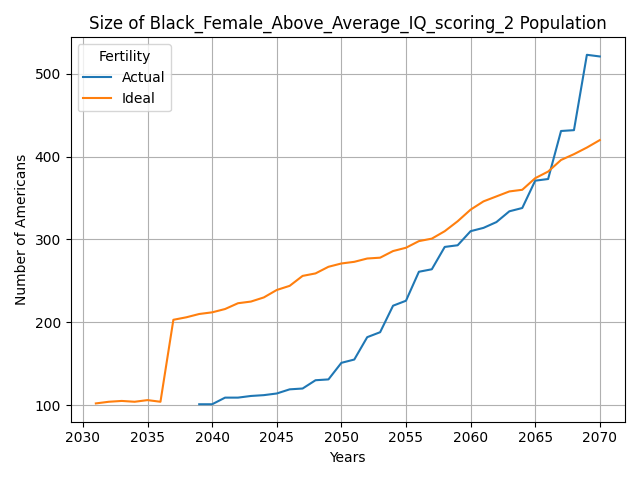 Size of Black_Female_Above_Average_IQ_scoring_2 Population
Fertility
Actual
Ideal
Number of Americans
500
400
300
200
100
2030 2035 2040 2045 2050 2055 2060 2065 2070
Years